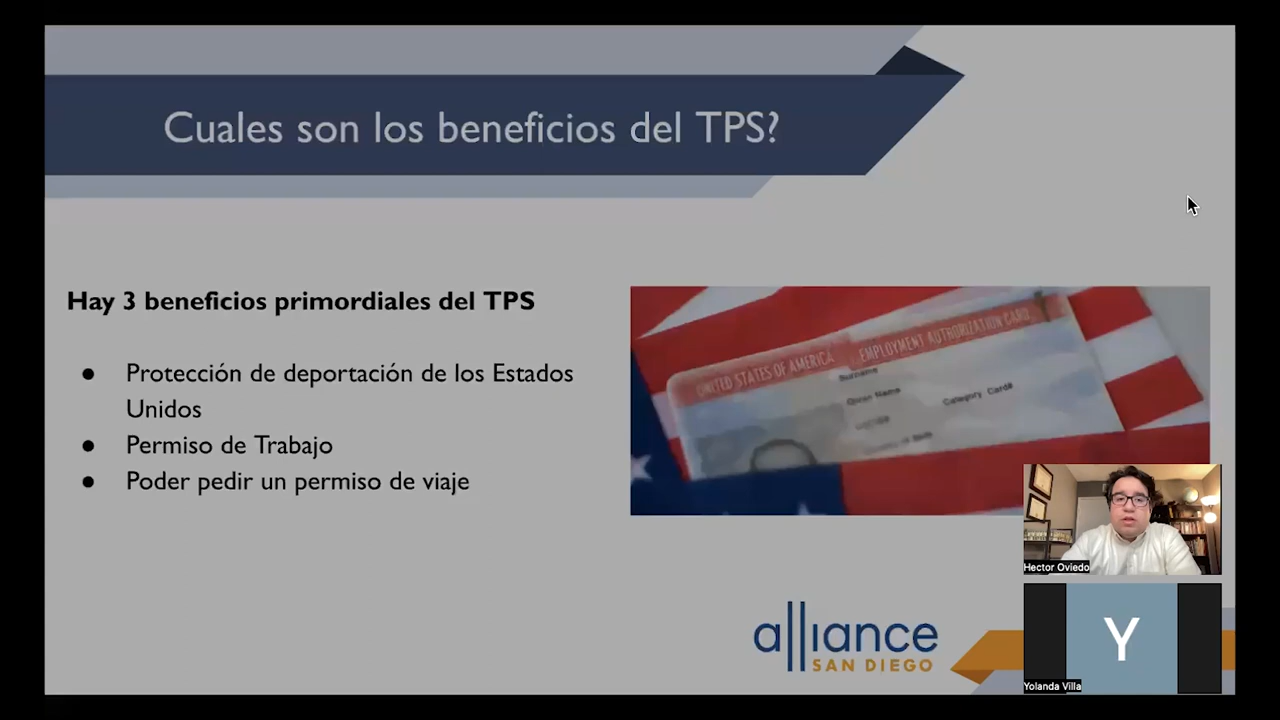 Cuales son los beneficios del TPS?
Hay 3 beneficios primordiales del TPS
● Protección de deportación de los Estados
Unidos
● Permiso de Trabajo
● Poder pedir un permiso de viaje
UNITED STATES OF AMERICA EMPLOYMENT AUTHORIZATION CARD
Surname
Category Card#
alliance
SAN DIEGO
Hector Oviedo
Y
Yolanda Villa